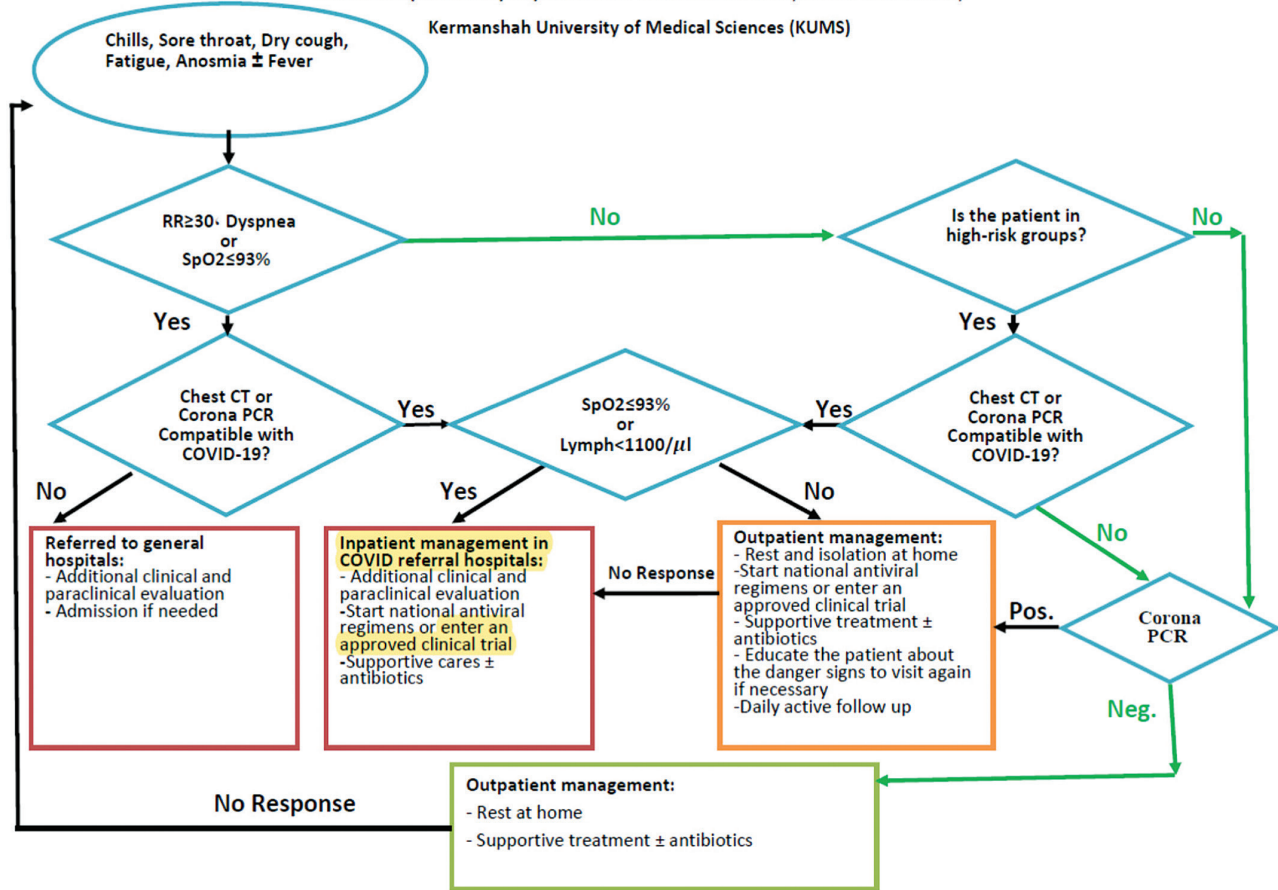 Kermanshah University of Medical Sciences (KUMS)
Chills, Sore throat, Dry cough,
Fatigue, Anosmia ± Fever
RR≥30، Dyspnea
or
SpO2≤93%
No
Is the patient in
high-risk groups?
No
Yes
Yes
Chest CT or
Corona PCR
Compatible with
COVID-19?
Yes
SpO2≤93%
or
Lymph<1100/μl
Yes
Chest CT or
Corona PCR
Compatible with
COVID-19?
No
Yes
No
No
Referred to general
hospitals:
- Additional clinical and
paraclinical evaluation
- Admission if needed
Inpatient management in
COVID referral hospitals:
- Additional clinical and
paraclinical evaluation
-Start national antiviral
regimens or enter an
approved clinical trial
-Supportive cares ±
antibiotics
No Response
Outpatient management:
- Rest and isolation at home
-Start national antiviral
regimens or enter an
approved clinical trial
- Supportive treatment ±
antibiotics
- Educate the patient about
the danger signs to visit again
if necessary
-Daily active follow up
Pos.
Corona
PCR
Neg.
No Response
Outpatient management:
- Rest at home
- Supportive treatment ± antibiotics